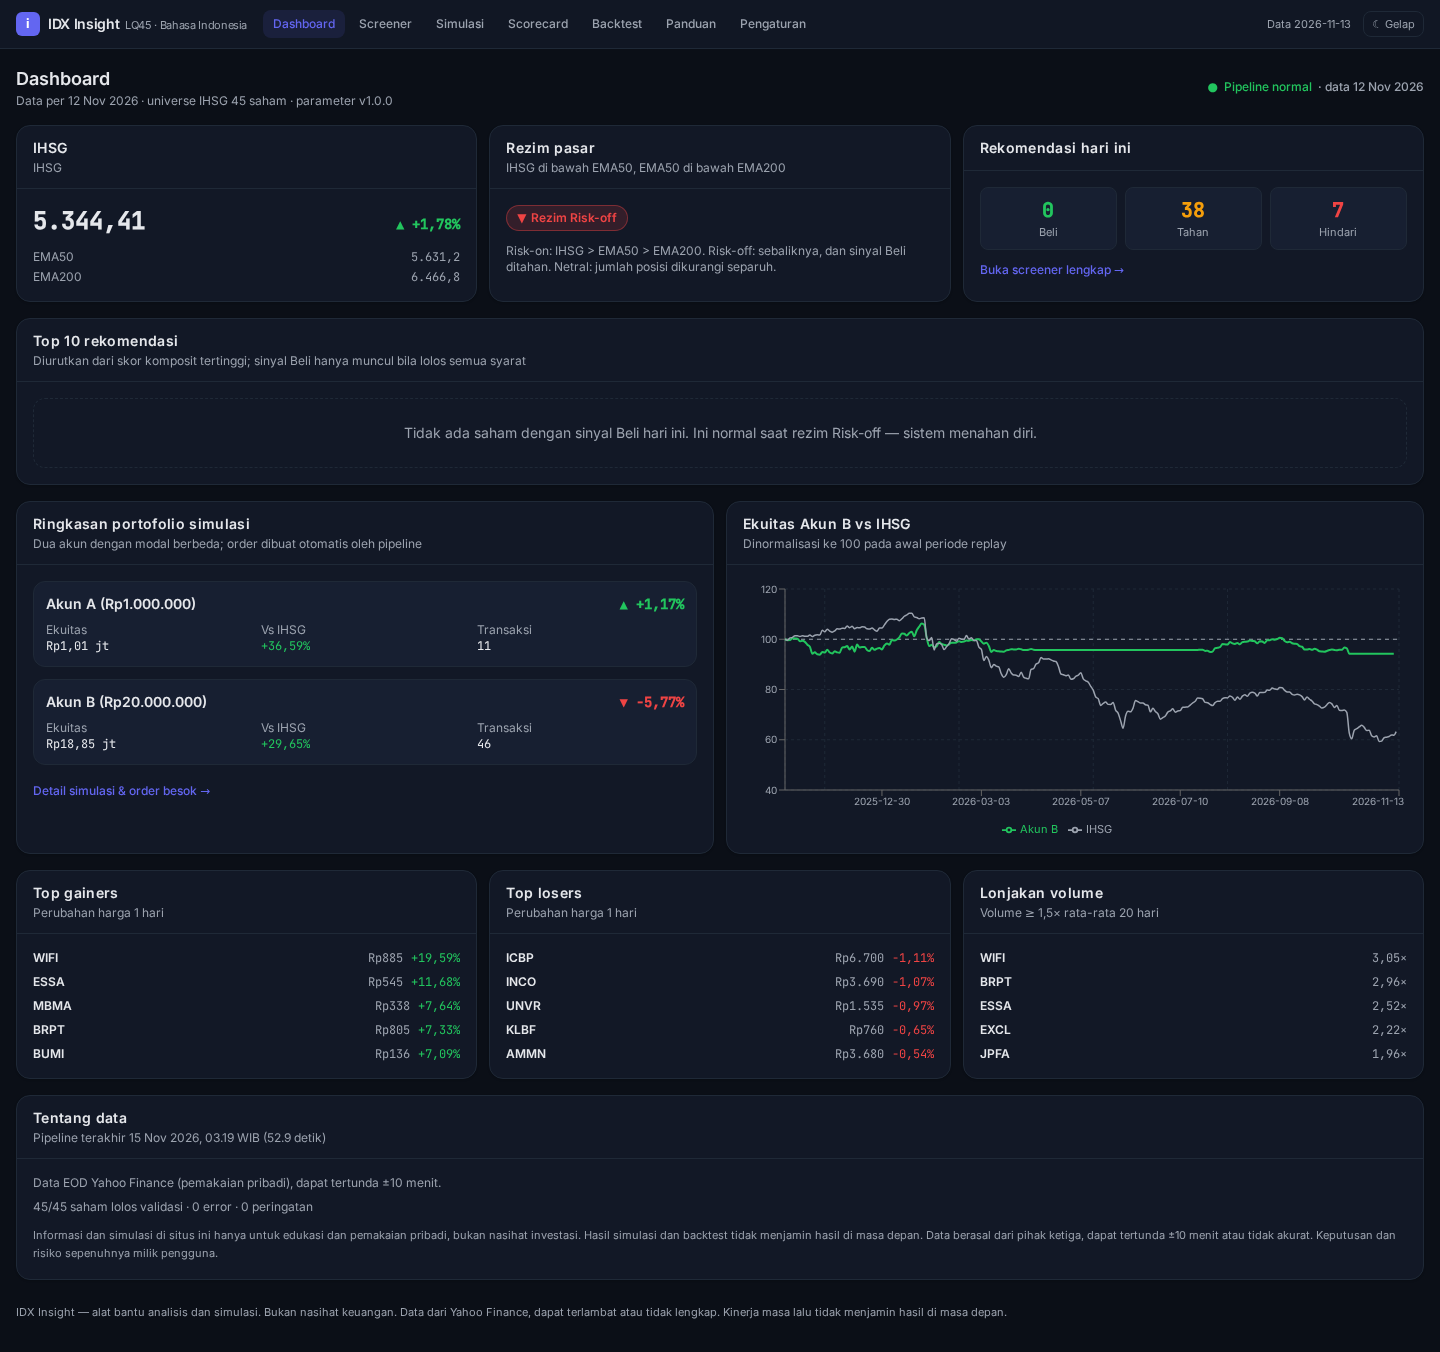 i IDX Insight LQ45 · Bahasa Indonesia Dashboard Screener Simulasi Scorecard Backtest Panduan Pengaturan Data 2026-11-13 ☾ Gelap
Dashboard
Data per 12 Nov 2026 · universe IHSG 45 saham · parameter v1.0.0
● Pipeline normal · data 12 Nov 2026
IHSG
IHSG
5.344,41 ▲ +1,78%
EMA50 5.631,2
EMA200 6.466,8
Rezim pasar
IHSG di bawah EMA50, EMA50 di bawah EMA200
▼ Rezim Risk-off
Risk-on: IHSG > EMA50 > EMA200. Risk-off: sebaliknya, dan sinyal Beli
ditahan. Netral: jumlah posisi dikurangi separuh.
Rekomendasi hari ini
0 38 7
Beli Tahan Hindari
Buka screener lengkap →
Top 10 rekomendasi
Diurutkan dari skor komposit tertinggi; sinyal Beli hanya muncul bila lolos semua syarat
Tidak ada saham dengan sinyal Beli hari ini. Ini normal saat rezim Risk-off — sistem menahan diri.
Ringkasan portofolio simulasi
Dua akun dengan modal berbeda; order dibuat otomatis oleh pipeline
Akun A (Rp1.000.000) ▲ +1,17%
Ekuitas Vs IHSG Transaksi
Rp1,01 jt +36,59% 11
Akun B (Rp20.000.000) ▼ -5,77%
Ekuitas Vs IHSG Transaksi
Rp18,85 jt +29,65% 46
Detail simulasi & order besok →
Ekuitas Akun B vs IHSG
Dinormalisasi ke 100 pada awal periode replay
120
100
80
60
40
2025-12-30 2026-03-03 2026-05-07 2026-07-10 2026-09-08 2026-11-13
Akun B IHSG
Top gainers
Perubahan harga 1 hari
WIFI Rp885 +19,59%
ESSA Rp545 +11,68%
MBMA Rp338 +7,64%
BRPT Rp805 +7,33%
BUMI Rp136 +7,09%
Top losers
Perubahan harga 1 hari
ICBP Rp6.700 -1,11%
INCO Rp3.690 -1,07%
UNVR Rp1.535 -0,97%
KLBF Rp760 -0,65%
AMMN Rp3.680 -0,54%
Lonjakan volume
Volume ≥ 1,5× rata-rata 20 hari
WIFI 3,05×
BRPT 2,96×
ESSA 2,52×
EXCL 2,22×
JPFA 1,96×
Tentang data
Pipeline terakhir 15 Nov 2026, 03.19 WIB (52.9 detik)
Data EOD Yahoo Finance (pemakaian pribadi), dapat tertunda ±10 menit.
45/45 saham lolos validasi · 0 error · 0 peringatan
Informasi dan simulasi di situs ini hanya untuk edukasi dan pemakaian pribadi, bukan nasihat investasi. Hasil simulasi dan backtest tidak menjamin hasil di masa depan. Data berasal dari pihak ketiga, dapat tertunda ±10 menit atau tidak akurat. Keputusan dan
risiko sepenuhnya milik pengguna.
IDX Insight — alat bantu analisis dan simulasi. Bukan nasihat keuangan. Data dari Yahoo Finance, dapat terlambat atau tidak lengkap. Kinerja masa lalu tidak menjamin hasil di masa depan.